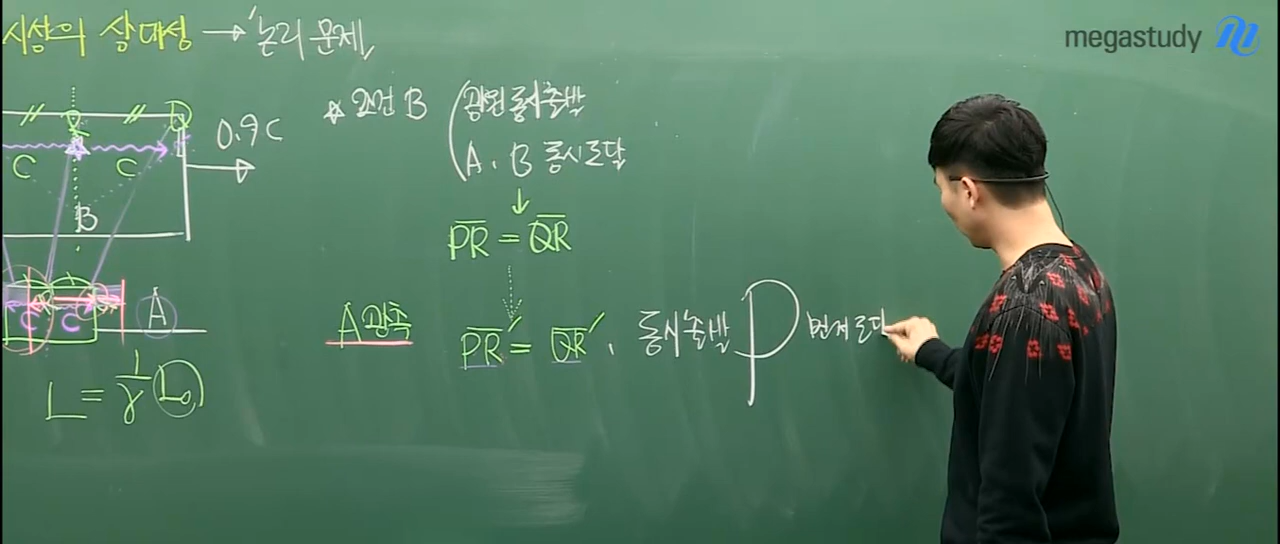 시상의 상대성 → 논리 문제
megastudy
0.9C
C C
B
A
L = 1/γ L₀
☆ 조건 B (광원 동시출발
A, B 동시도달
↓
PR = QR
A 관측
PR' = QR', 동시출발 P 먼저 도달